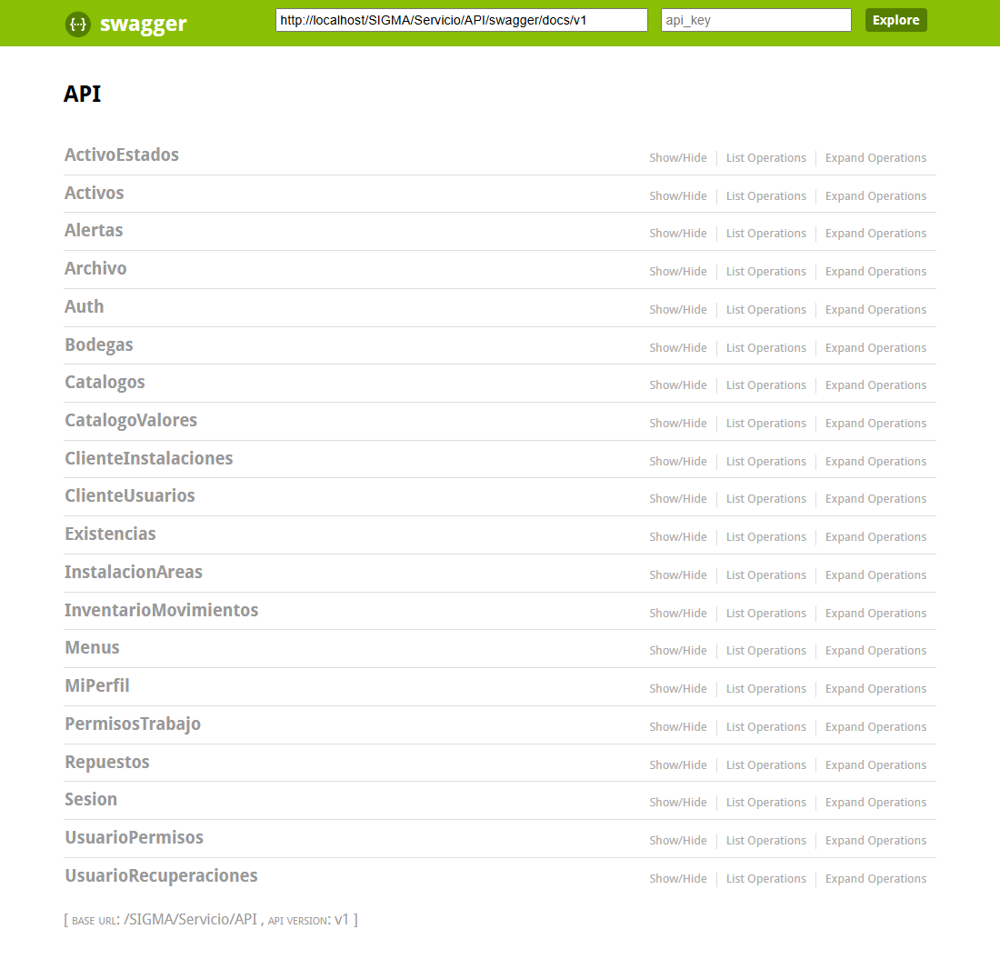 {···} swagger http://localhost/SIGMA/Servicio/API/swagger/docs/v1 api_key Explore
API
ActivoEstados Show/Hide List Operations Expand Operations
Activos Show/Hide List Operations Expand Operations
Alertas Show/Hide List Operations Expand Operations
Archivo Show/Hide List Operations Expand Operations
Auth Show/Hide List Operations Expand Operations
Bodegas Show/Hide List Operations Expand Operations
Catalogos Show/Hide List Operations Expand Operations
CatalogoValores Show/Hide List Operations Expand Operations
ClienteInstalaciones Show/Hide List Operations Expand Operations
ClienteUsuarios Show/Hide List Operations Expand Operations
Existencias Show/Hide List Operations Expand Operations
InstalacionAreas Show/Hide List Operations Expand Operations
InventarioMovimientos Show/Hide List Operations Expand Operations
Menus Show/Hide List Operations Expand Operations
MiPerfil Show/Hide List Operations Expand Operations
PermisosTrabajo Show/Hide List Operations Expand Operations
Repuestos Show/Hide List Operations Expand Operations
Sesion Show/Hide List Operations Expand Operations
UsuarioPermisos Show/Hide List Operations Expand Operations
UsuarioRecuperaciones Show/Hide List Operations Expand Operations
[ BASE URL: /SIGMA/Servicio/API , API VERSION: v1 ]